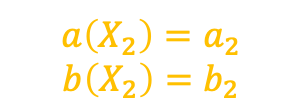 a(X₂) = a₂
b(X₂) = b₂